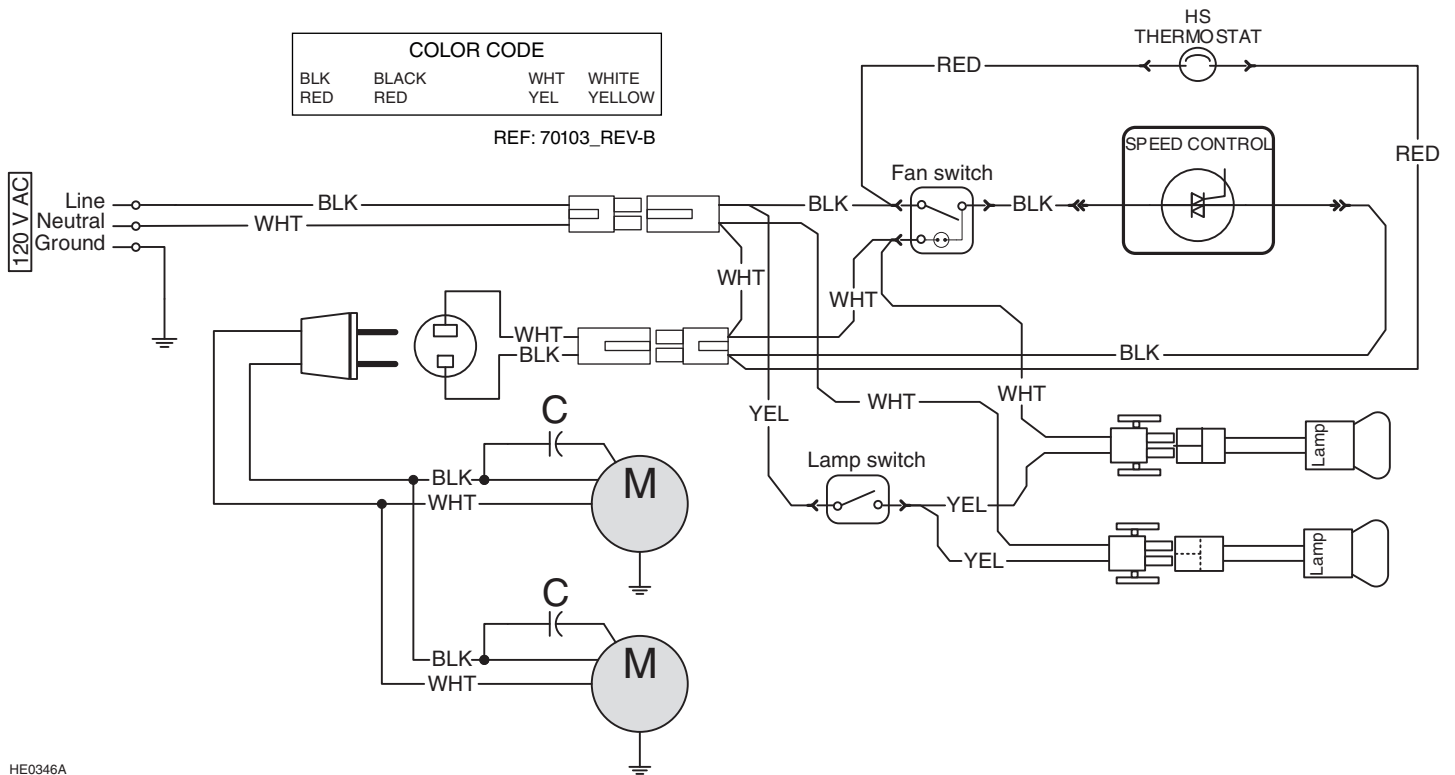 HS
THERMOSTAT
COLOR CODE
BLK BLACK WHT WHITE
RED RED YEL YELLOW
REF: 70103_REV-B
RED
RED
SPEED CONTROL
Fan switch
120 V AC
Line
Neutral
Ground
BLK
WHT
BLK
BLK
WHT
WHT
WHT
BLK
BLK
WHT
WHT
YEL
C
BLK
WHT
M
Lamp switch
YEL
YEL
Lamp
Lamp
C
BLK
WHT
M
HE0346A